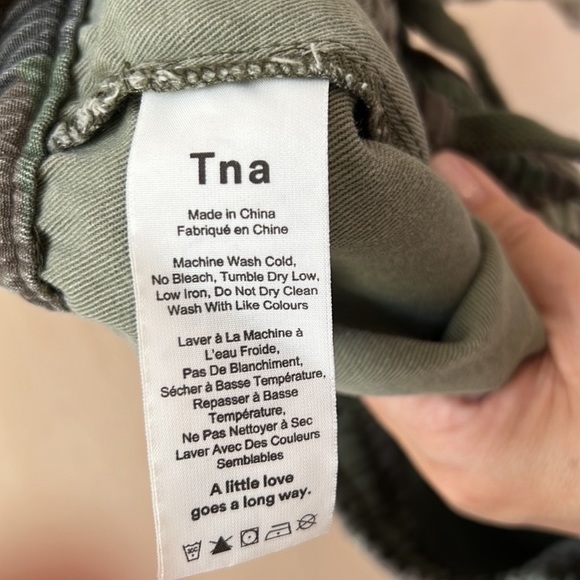 Tna
Made in China
Fabriqué en Chine
Machine Wash Cold,
No Bleach, Tumble Dry Low,
Low Iron, Do Not Dry Clean
Wash With Like Colours
Laver à La Machine à
L'eau Froide,
Pas De Blanchiment,
Sécher à Basse Température,
Repasser à Basse
Température,
Ne Pas Nettoyer à Sec
Laver Avec Des Couleurs
Semblables
A little love
goes a long way.